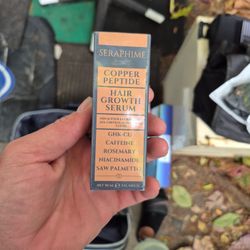 SERAPHIME
COPPER
PEPTIDE
HAIR
GROWTH
SERUM
GHK-CU
CAFFEINE
ROSEMARY
NIACINAMIDE
SAW PALMETTO